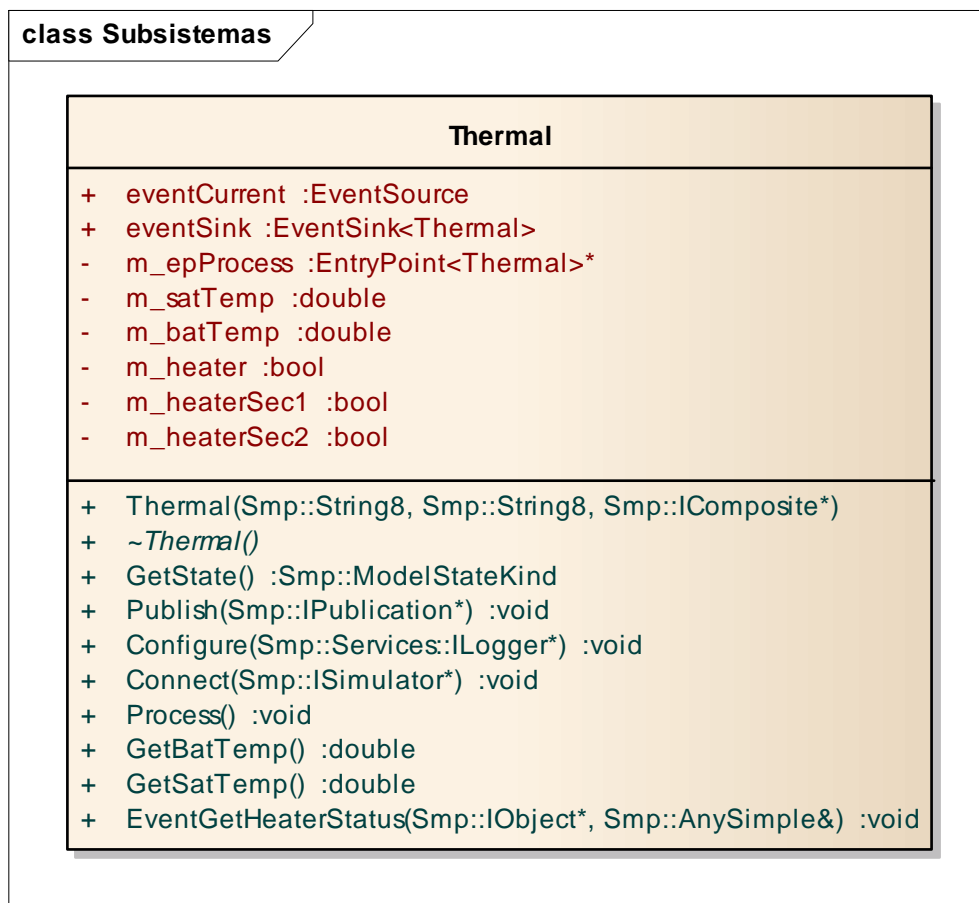 class Subsistemas
Thermal
+ eventCurrent :EventSource
+ eventSink :EventSink<Thermal>
- m_epProcess :EntryPoint<Thermal>*
- m_satTemp :double
- m_batTemp :double
- m_heater :bool
- m_heaterSec1 :bool
- m_heaterSec2 :bool
+ Thermal(Smp::String8, Smp::String8, Smp::IComposite*)
+ ~Thermal()
+ GetState() :Smp::ModelStateKind
+ Publish(Smp::IPublication*) :void
+ Configure(Smp::Services::ILogger*) :void
+ Connect(Smp::ISimulator*) :void
+ Process() :void
+ GetBatTemp() :double
+ GetSatTemp() :double
+ EventGetHeaterStatus(Smp::IObject*, Smp::AnySimple&) :void